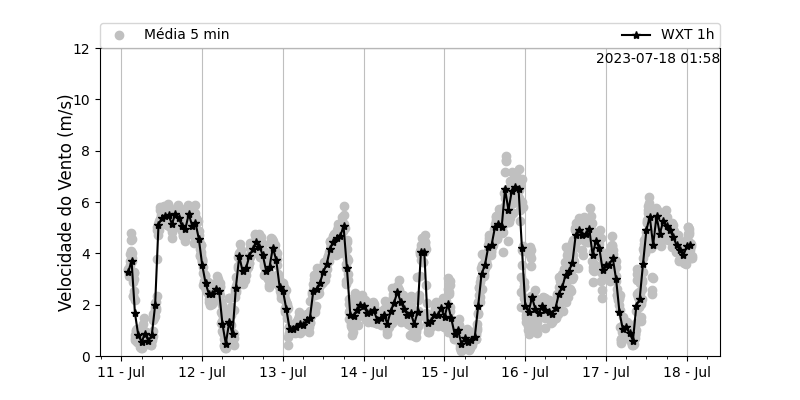 Média 5 min
WXT 1h
2023-07-18 01:58
Velocidade do Vento (m/s)
12
10
8
6
4
2
0
11 - Jul
12 - Jul
13 - Jul
14 - Jul
15 - Jul
16 - Jul
17 - Jul
18 - Jul